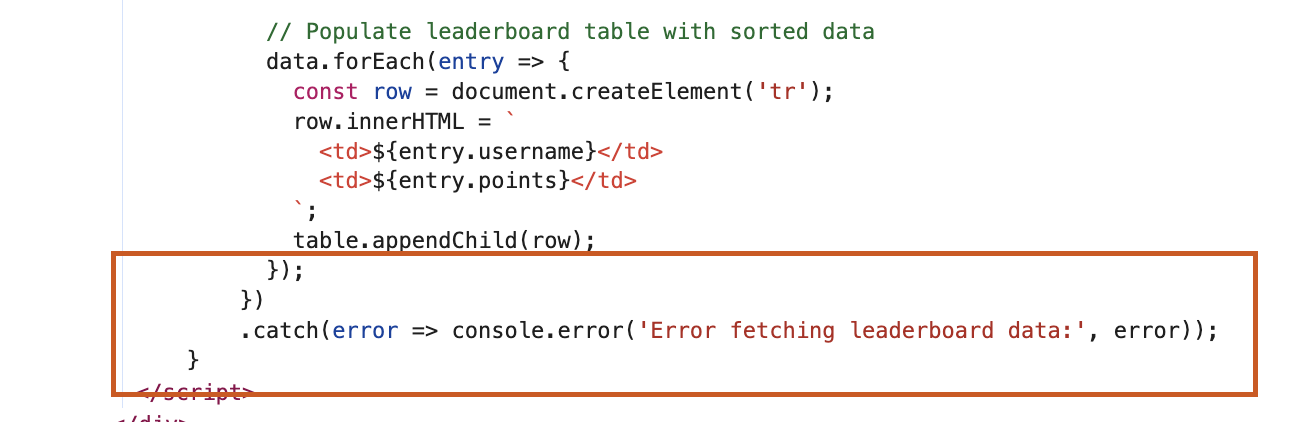 // Populate leaderboard table with sorted data
data.forEach(entry => {
const row = document.createElement('tr');
row.innerHTML = `
<td>${entry.username}</td>
<td>${entry.points}</td>
`;
table.appendChild(row);
});
})
.catch(error => console.error('Error fetching leaderboard data:', error));
}
</script>
</div>